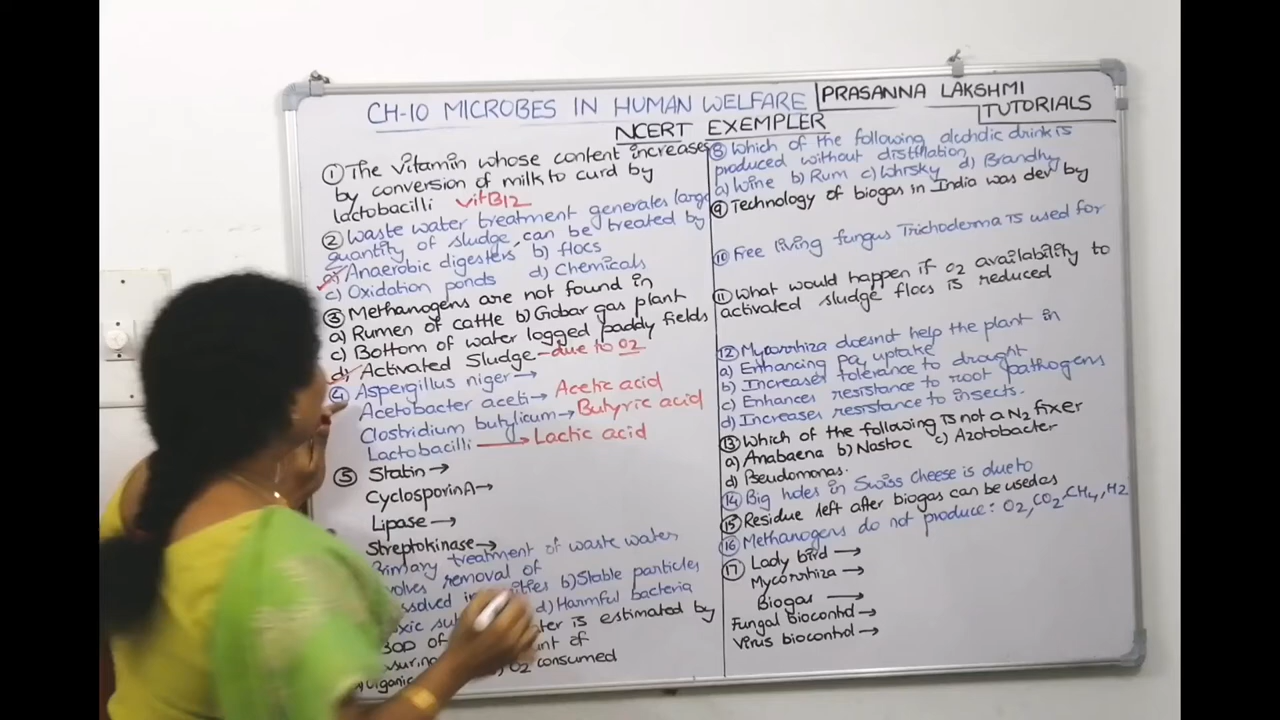 CH-10 MICROBES IN HUMAN WELFARE
PRASANNA LAKSHMI
TUTORIALS
NCERT EXEMPLER
① The Vitamin whose content increases
by conversion of milk to curd by
lactobacilli VitB12
② Waste water treatment generates large
quantity of sludge, can be treated by
a) Anaerobic digesters b) flocs
c) Oxidation ponds d) Chemicals
③ Methanogens are not found in
a) Rumen of cattle b) Gobar gas plant
c) Bottom of water logged paddy fields
d) Activated Sludge - due to O2
④ Aspergillus niger →
Acetobacter aceti → Acetic acid
Clostridium butylicum → Butyric acid
Lactobacilli → Lactic acid
⑤ Statin →
Cyclosporin A →
Lipase →
Streptokinase →
Primary treatment of waste water
removal of
b) Stable particles
d) Harmful bacteria
BOD of is estimated by
of
O2 consumed
⑧ Which of the following alcoholic drink is
produced without distillation
a) Wine b) Rum c) Whisky d) Brandhy
⑨ Technology of biogas in India was dev by
⑩ Free living fungus Trichoderma is used for
⑪ What would happen if O2 availability to
activated sludge flocs is reduced
⑫ Mycorrhiza doesnt help the plant in
a) Enhancing PO4 uptake
b) Increases tolerance to drought
c) Enhances resistance to root pathogens
d) Increases resistance to insects.
⑬ Which of the following is not a N2 fixer
a) Anabaena b) Nostoc c) Azotobacter
d) Pseudomonas.
⑭ Big holes in Swiss cheese is due to
⑮ Residue left after biogas can be used as
⑯ Methanogens do not produce: O2, CO2, CH4, H2
⑰ Lady bird →
Mycorrhiza →
Biogas →
Fungal biocontrol →
Virus biocontrol →